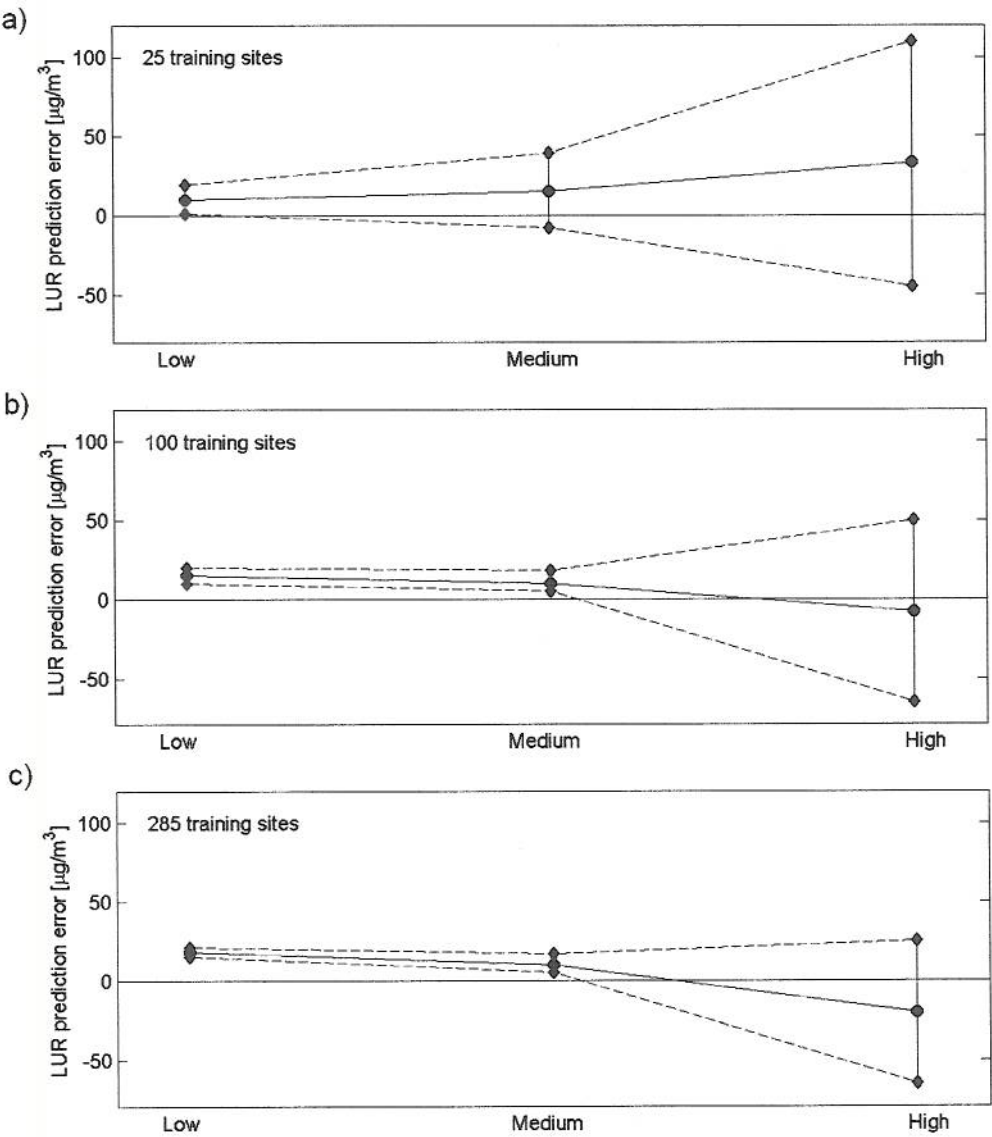 a)
25 training sites
LUR prediction error [μg/m³]
100
50
0
-50
Low Medium High
b)
100 training sites
LUR prediction error [μg/m³]
100
50
0
-50
Low Medium High
c)
285 training sites
LUR prediction error [μg/m³]
100
50
0
-50
Low Medium High